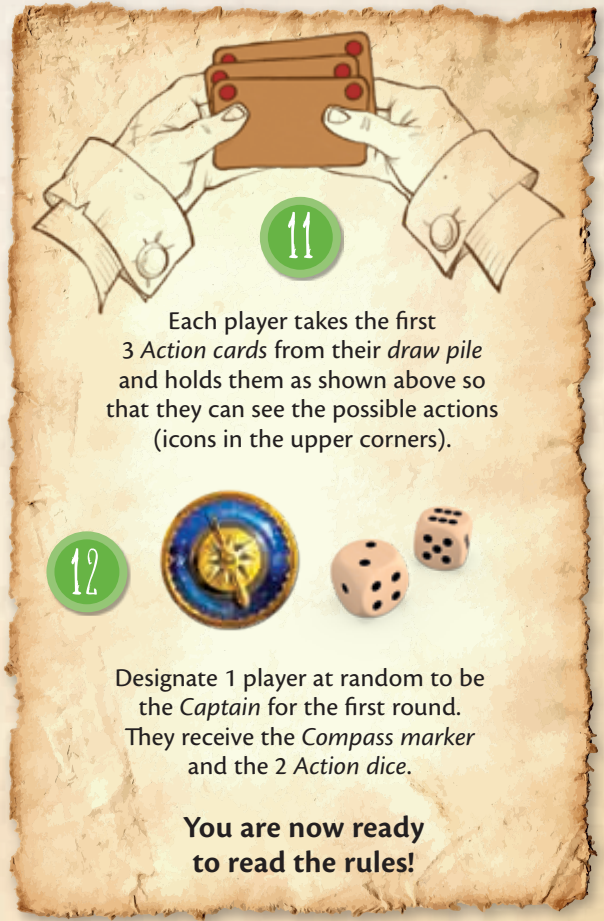 11
Each player takes the first
3 Action cards from their draw pile
and holds them as shown above so
that they can see the possible actions
(icons in the upper corners).
12
Designate 1 player at random to be
the Captain for the first round.
They receive the Compass marker
and the 2 Action dice.
You are now ready
to read the rules!